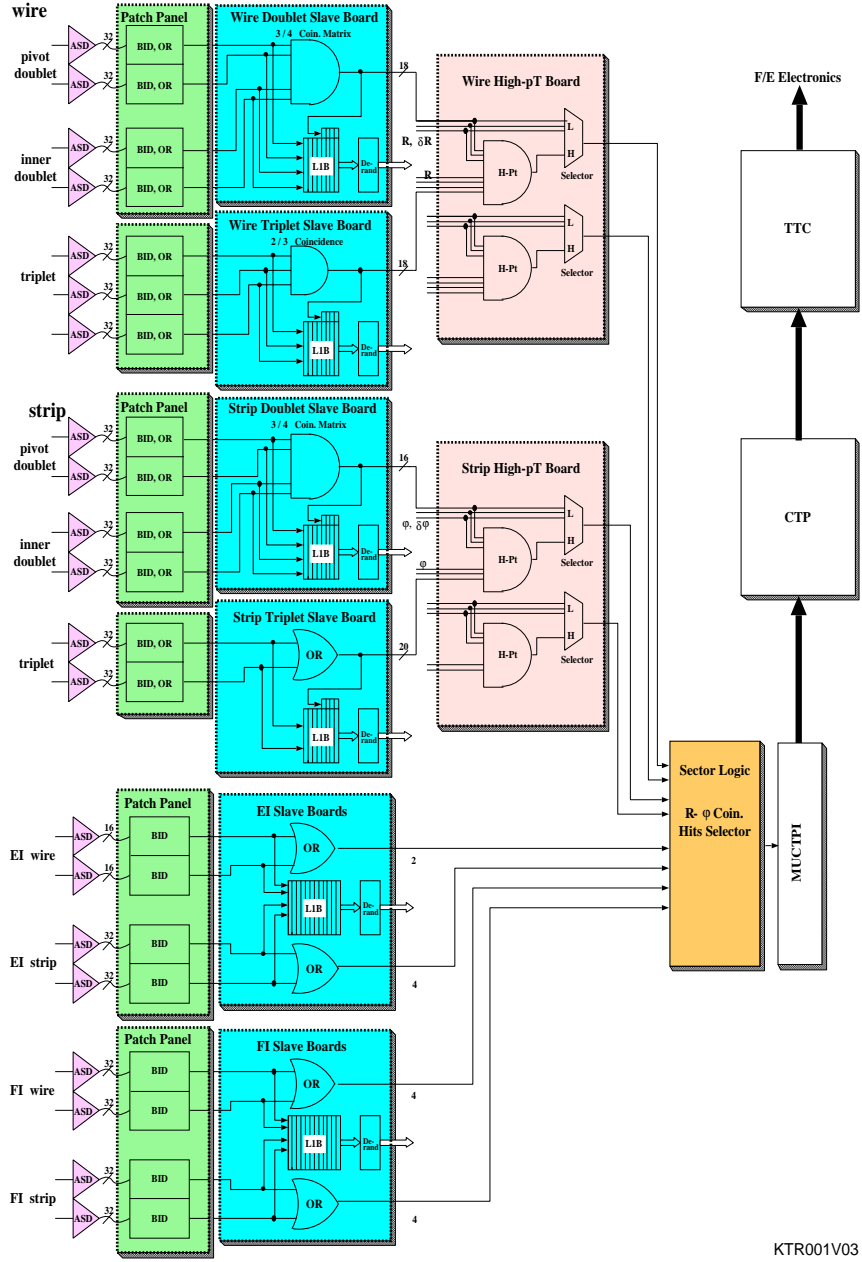 wire
Patch Panel
Wire Doublet Slave Board
3 / 4 Coin. Matrix
pivot
doublet
ASD
32
BID, OR
ASD
32
BID, OR
18
inner
doublet
ASD
32
BID, OR
ASD
32
BID, OR
L1B
De-
rand
Wire High-pT Board
R, δR
R
H-Pt
L
H
Selector
H-Pt
L
H
Selector
Wire Triplet Slave Board
2 / 3 Coincidence
triplet
ASD
32
BID, OR
ASD
32
BID, OR
ASD
32
BID, OR
18
L1B
De-
rand
strip
Patch Panel
Strip Doublet Slave Board
3 / 4 Coin. Matrix
pivot
doublet
ASD
32
BID, OR
ASD
32
BID, OR
16
inner
doublet
ASD
32
BID, OR
ASD
32
BID, OR
L1B
De-
rand
Strip High-pT Board
φ, δφ
φ
H-Pt
L
H
Selector
H-Pt
L
H
Selector
Strip Triplet Slave Board
triplet
ASD
32
BID, OR
ASD
32
BID, OR
OR
20
L1B
De-
rand
Patch Panel
EI Slave Boards
EI wire
ASD
16
BID
ASD
16
BID
OR
2
L1B
De-
rand
EI strip
ASD
32
BID
ASD
32
BID
OR
4
Patch Panel
FI Slave Boards
FI wire
ASD
32
BID
ASD
32
BID
OR
4
L1B
De-
rand
FI strip
ASD
32
BID
ASD
32
BID
OR
4
Sector Logic
R- φ Coin.
Hits Selector
MUCTPI
CTP
TTC
F/E Electronics
KTR001V03